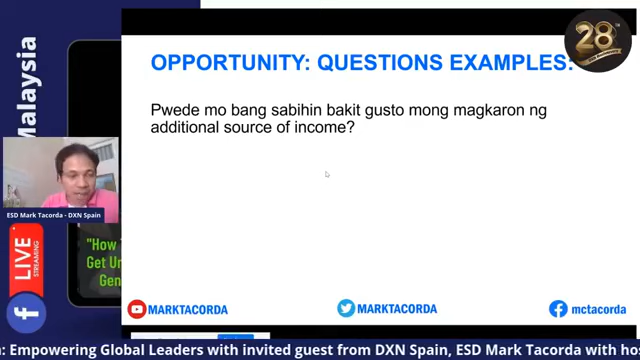 Malaysia
28
OPPORTUNITY: QUESTIONS EXAMPLES:
Pwede mo bang sabihin bakit gusto mong magkaron ng
additional source of income?
ESD Mark Tacorda - DXN Spain
LIVE
STREAMING
"How
Get
Gen
MARKTACORDA
MARKTACORDA
mctacorda
: Empowering Global Leaders with invited guest from DXN Spain, ESD Mark Tacorda with ho